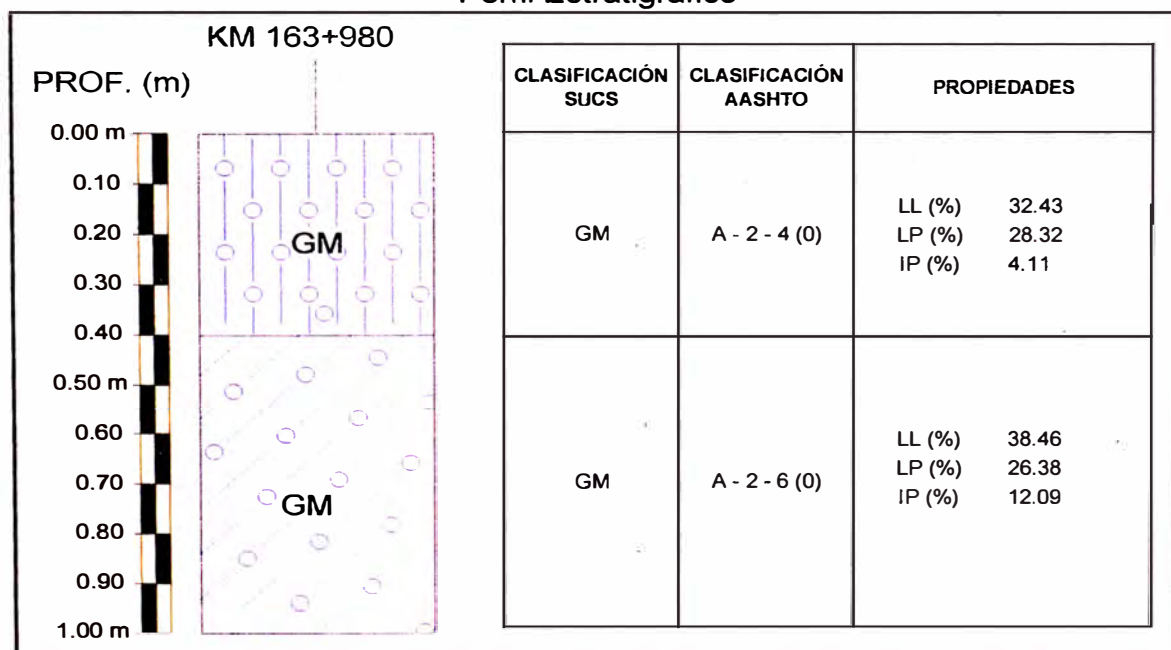 KM 163+980
PROF. (m)
0.00 m
0.10
0.20
0.30
0.40
0.50 m
0.60
0.70
0.80
0.90
1.00 m
GM
GM
CLASIFICACIÓN SUCS
CLASIFICACIÓN AASHTO
PROPIEDADES
GM
A - 2 - 4 (0)
LL (%) 32.43
LP (%) 28.32
IP (%) 4.11
GM
A - 2 - 6 (0)
LL (%) 38.46
LP (%) 26.38
IP (%) 12.09